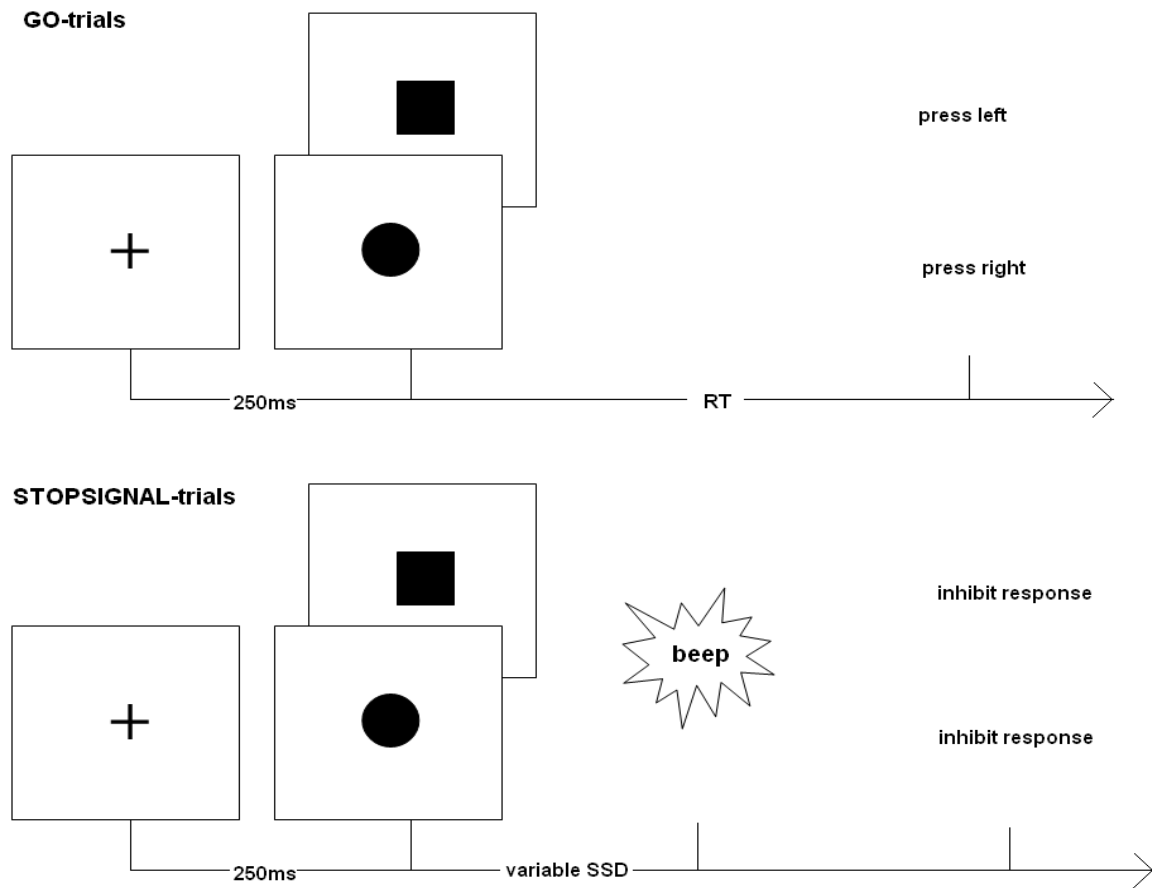 GO-trials
press left
press right
250ms
RT
STOPSIGNAL-trials
inhibit response
beep
inhibit response
250ms
variable SSD